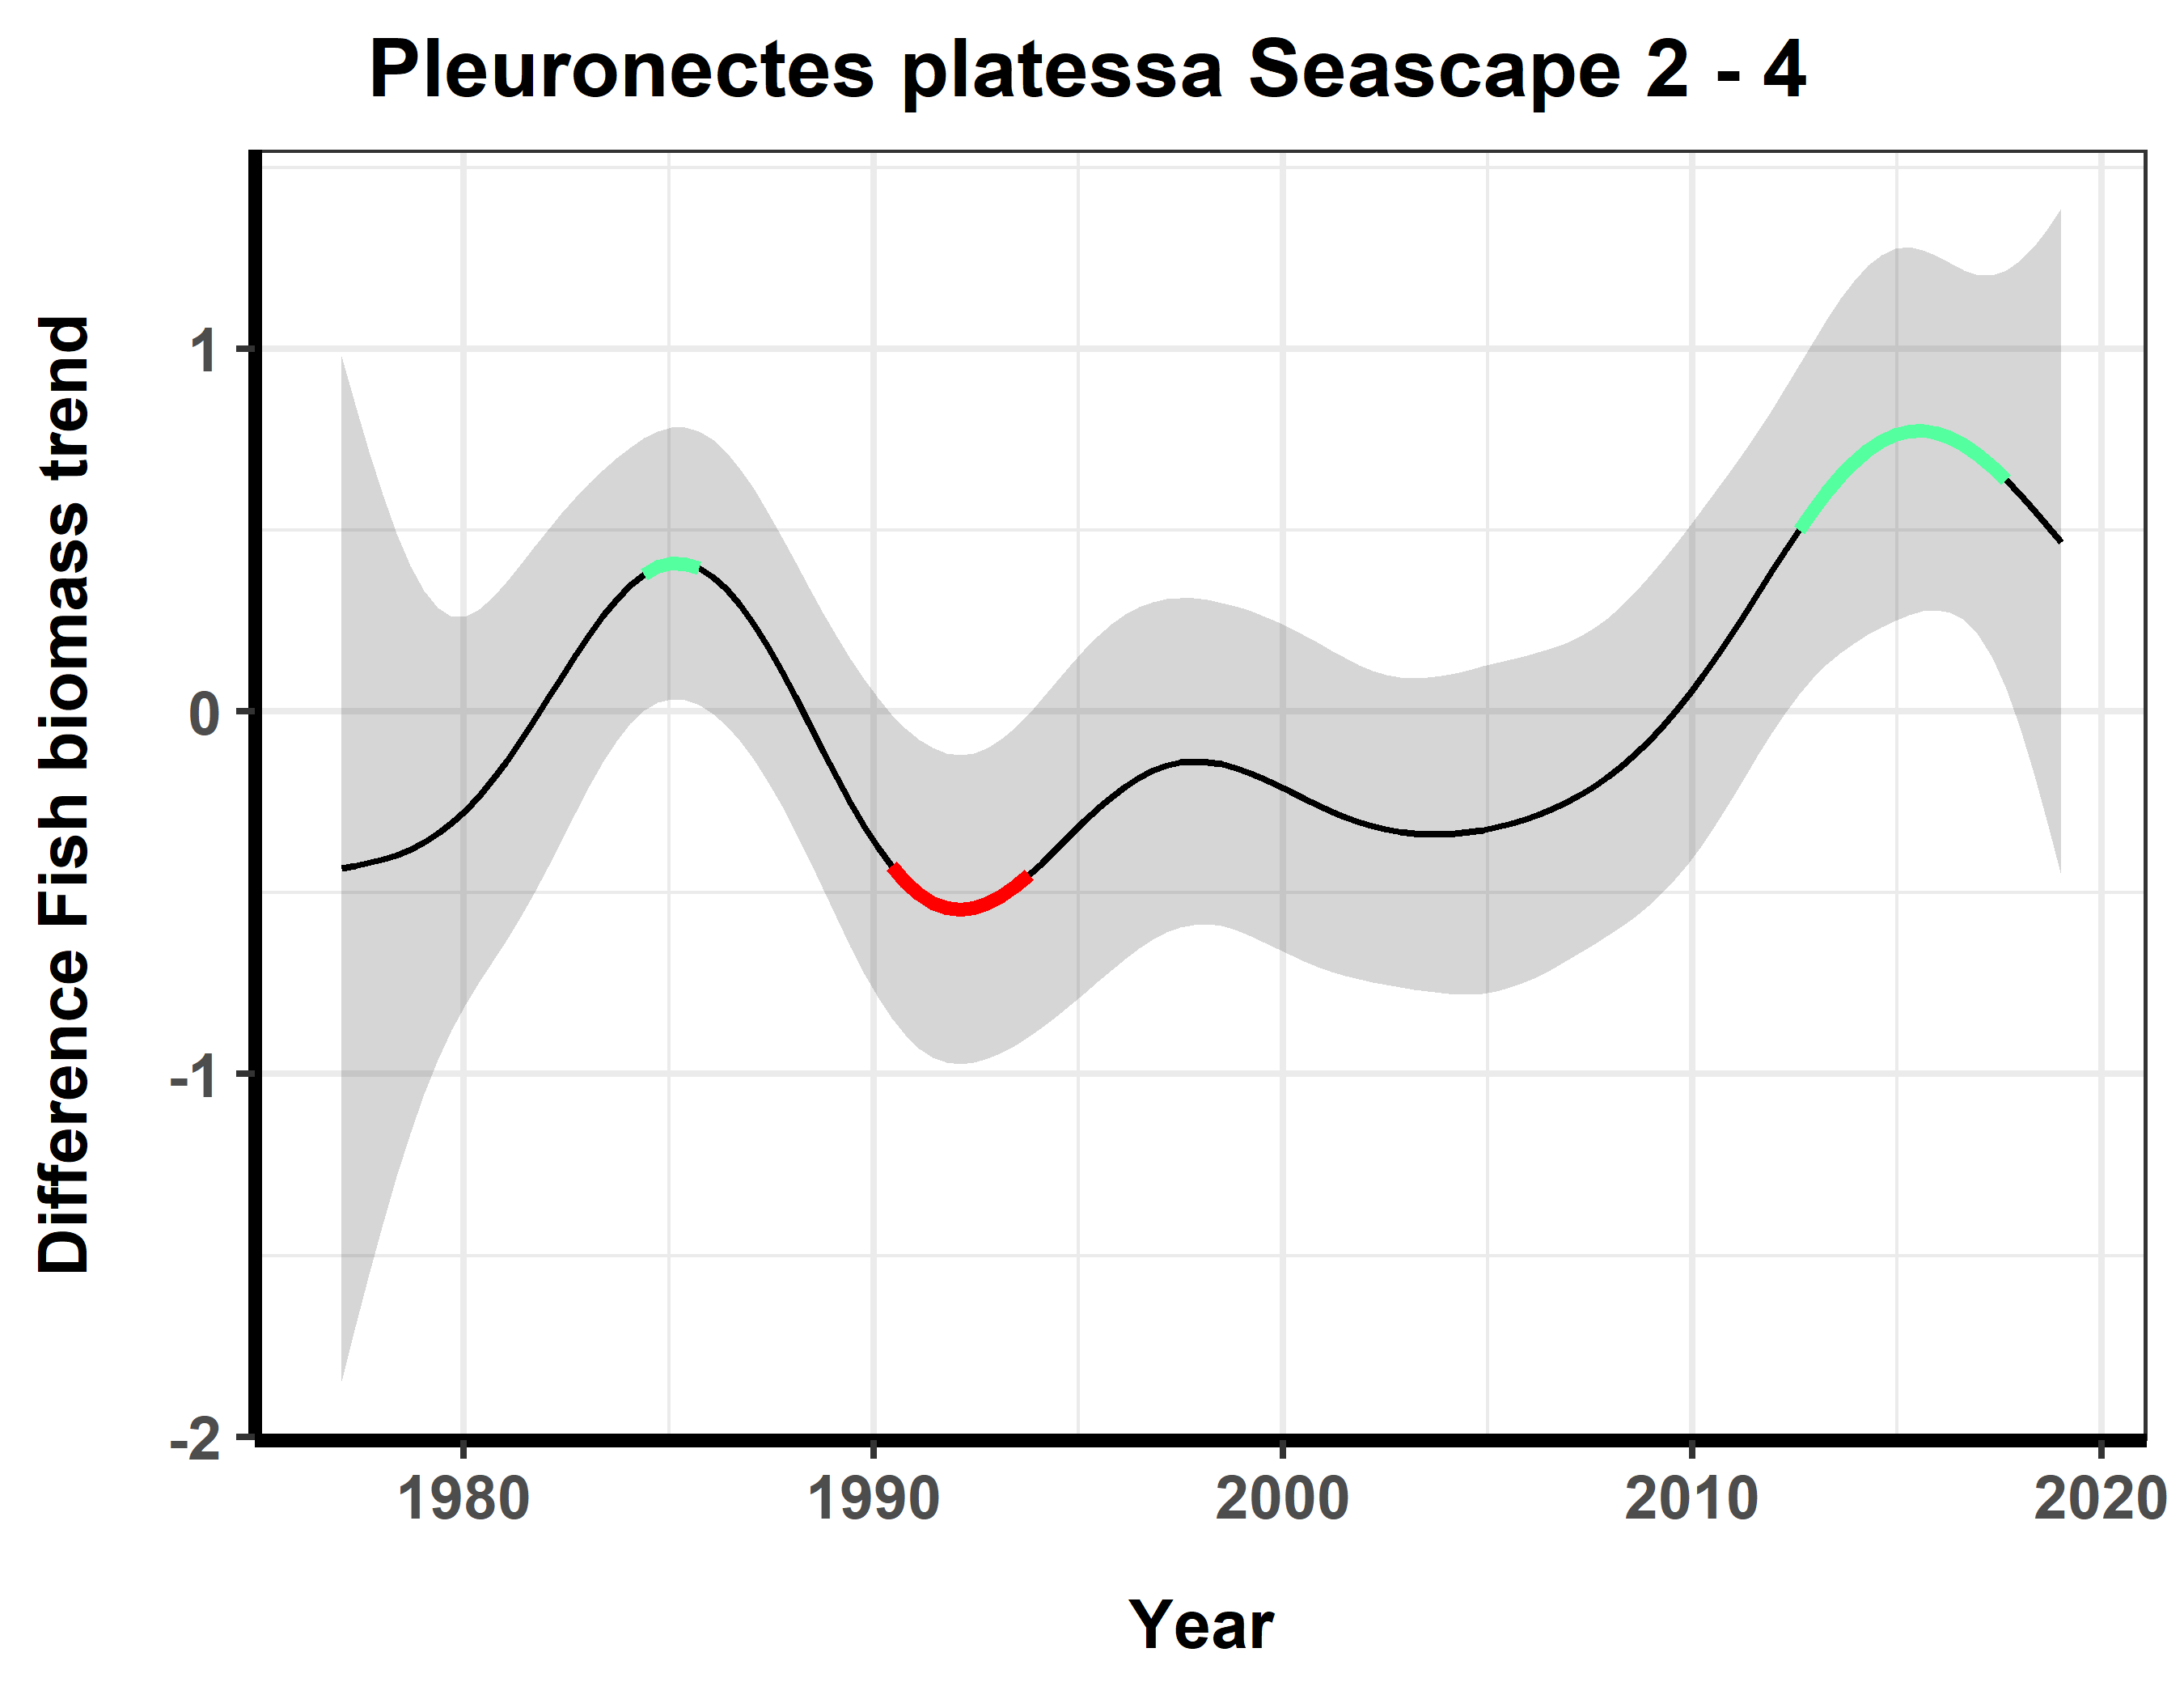 Pleuronectes platessa Seascape 2 - 4
Difference Fish biomass trend
1
0
-1
-2
1980 1990 2000 2010 2020
Year